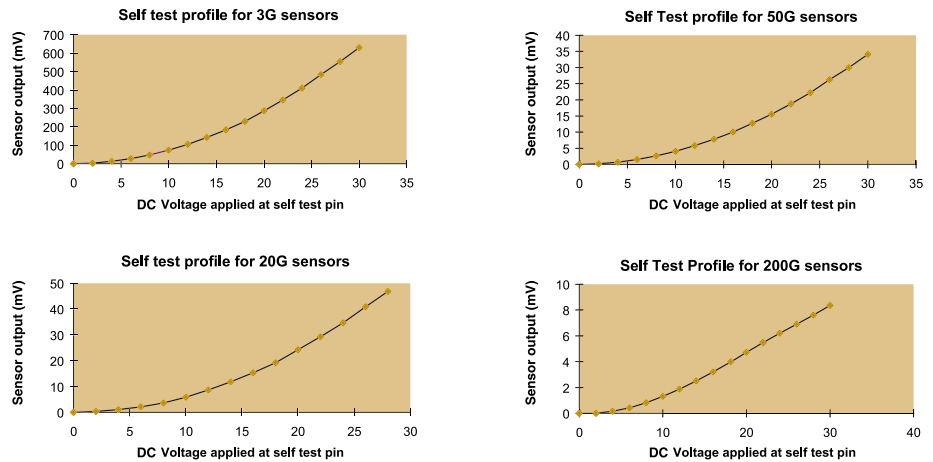 Self test profile for 3G sensors
Sensor output (mV)
700
600
500
400
300
200
100
0
0 5 10 15 20 25 30 35
DC Voltage applied at self test pin
Self Test profile for 50G sensors
Sensor output (mV)
40
35
30
25
20
15
10
5
0
0 5 10 15 20 25 30 35
DC Voltage applied at self test pin
Self test profile for 20G sensors
Sensor output (mV)
50
40
30
20
10
0
0 5 10 15 20 25 30
DC Voltage applied at self test pin
Self Test Profile for 200G sensors
Sensor output (mV)
10
8
6
4
2
0
0 10 20 30 40
DC Voltage applied at self test pin